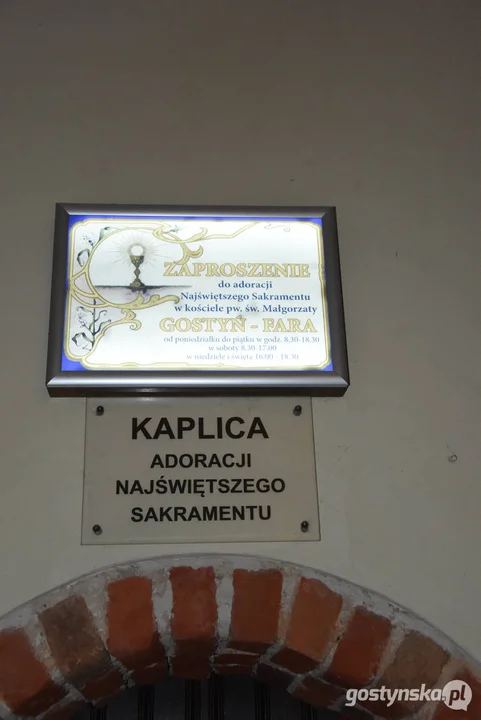 ZAPROSZENIE
do adoracji
Najświętszego Sakramentu
w kościele pw. św. Małgorzaty
GOSTYŃ - FARA
od poniedziałku do piątku w godz. 8.30-18.30
w soboty 8.30-17.00
w niedziele i święta 16.00 - 18.30
KAPLICA
ADORACJI
NAJŚWIĘTSZEGO
SAKRAMENTU
gostynska.pl